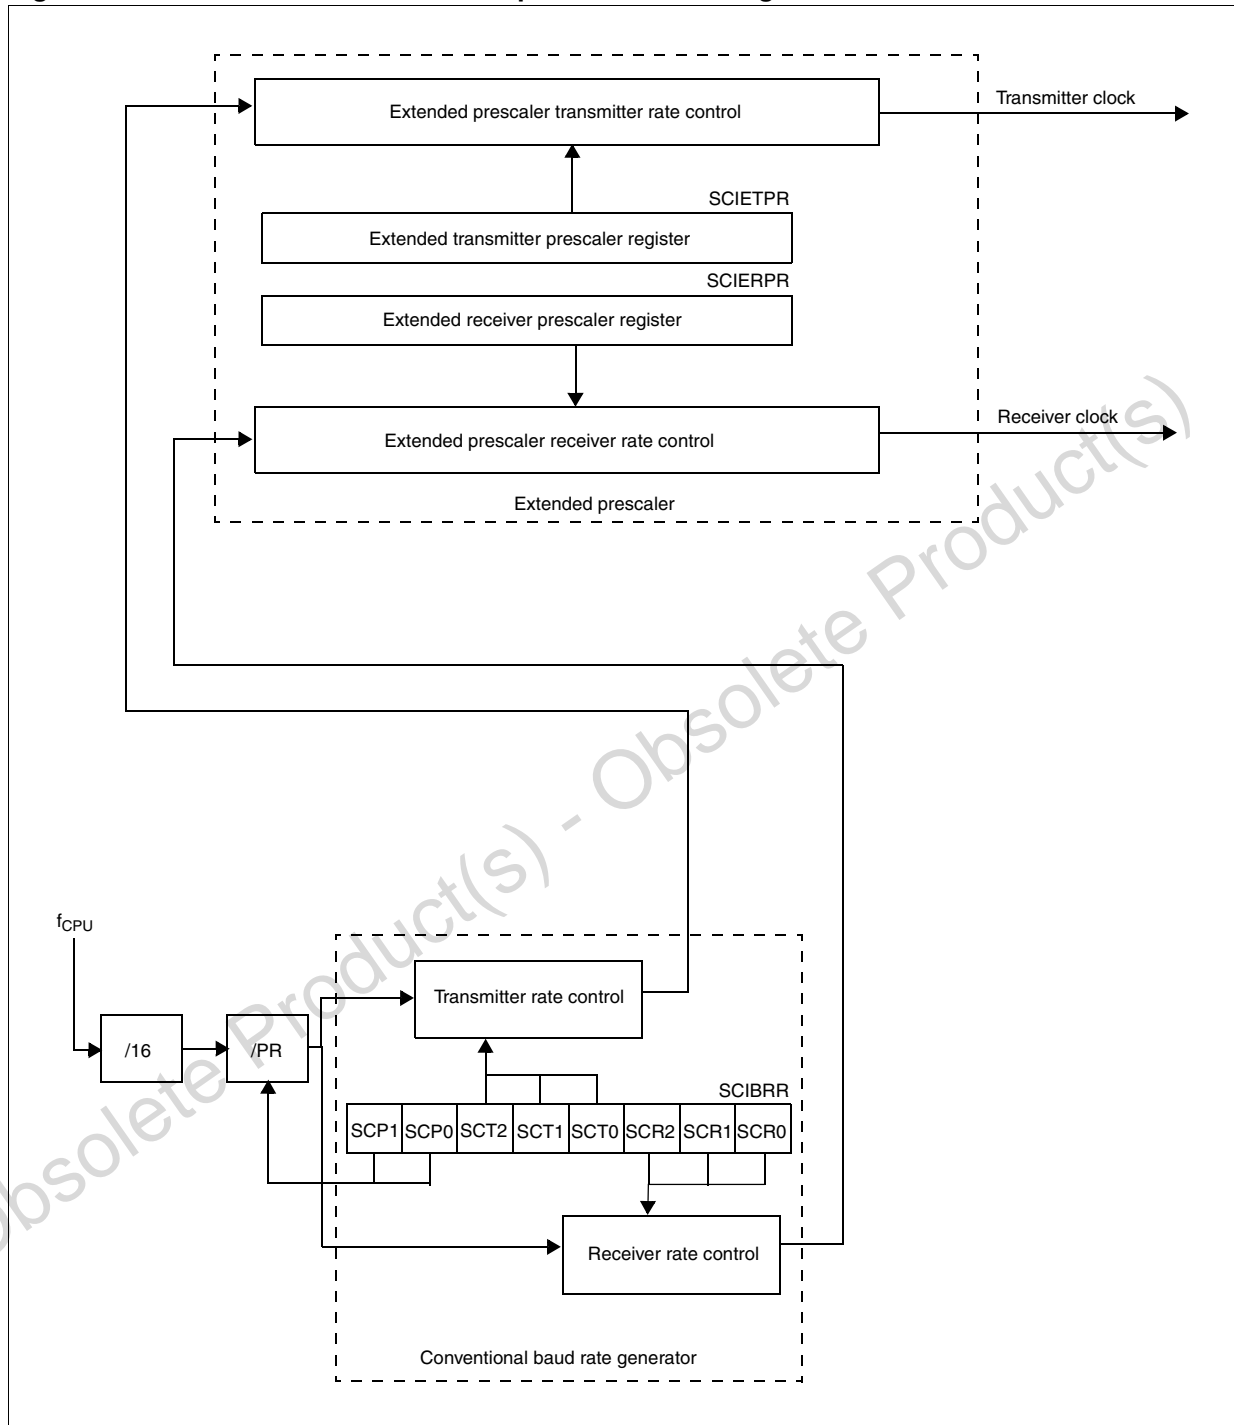 Transmitter clock
Extended prescaler transmitter rate control
SCIETPR
Extended transmitter prescaler register
SCIERPR
Extended receiver prescaler register
Receiver clock
Extended prescaler receiver rate control
Extended prescaler
fCPU
Transmitter rate control
/16
/PR
SCIBRR
SCP1 SCP0 SCT2 SCT1 SCT0 SCR2 SCR1 SCR0
Receiver rate control
Conventional baud rate generator
Obsolete Product(s) - Obsolete Product(s)